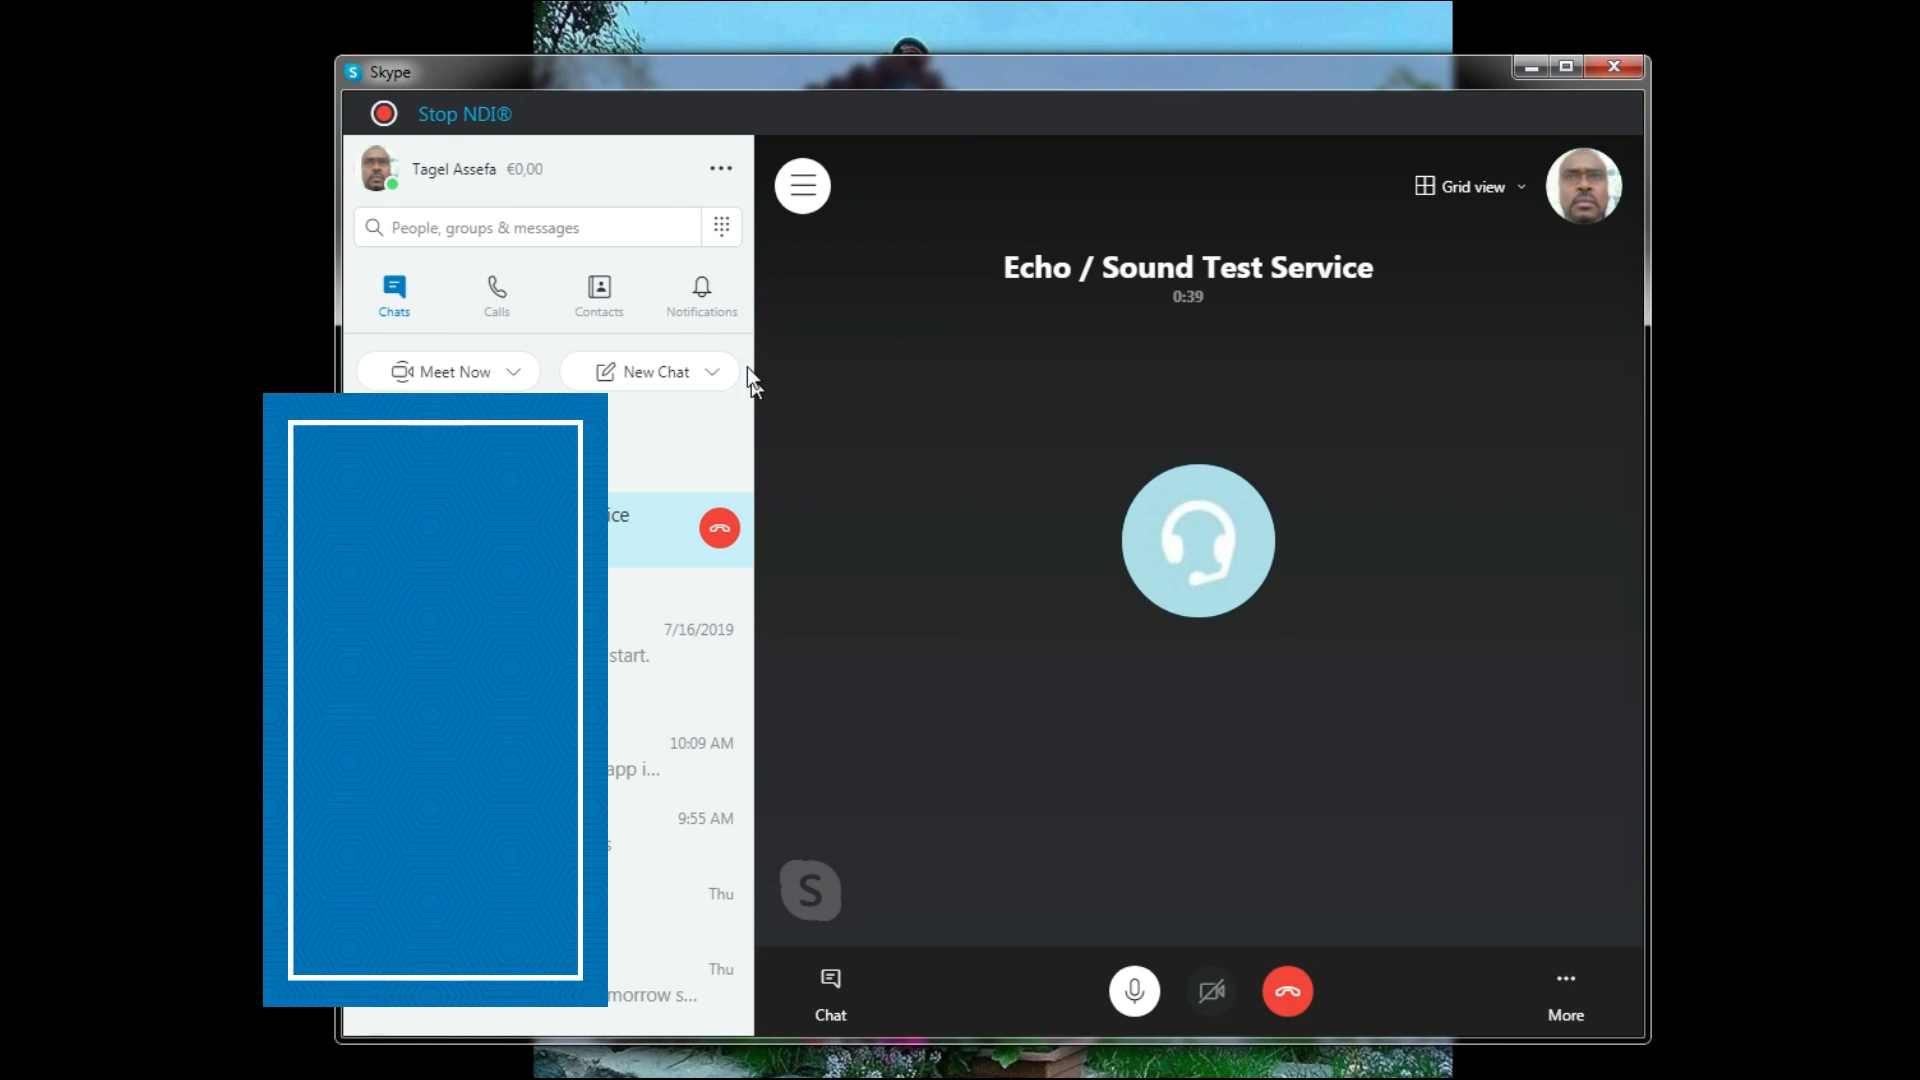 Skype
Stop NDI®
Tagel Assefa €0,00
People, groups & messages
Chats
Calls
Contacts
Notifications
Meet Now
New Chat
ice
7/16/2019
start.
10:09 AM
app i...
9:55 AM
s
Thu
Thu
morrow s...
Grid view
Echo / Sound Test Service
0:39
Chat
More